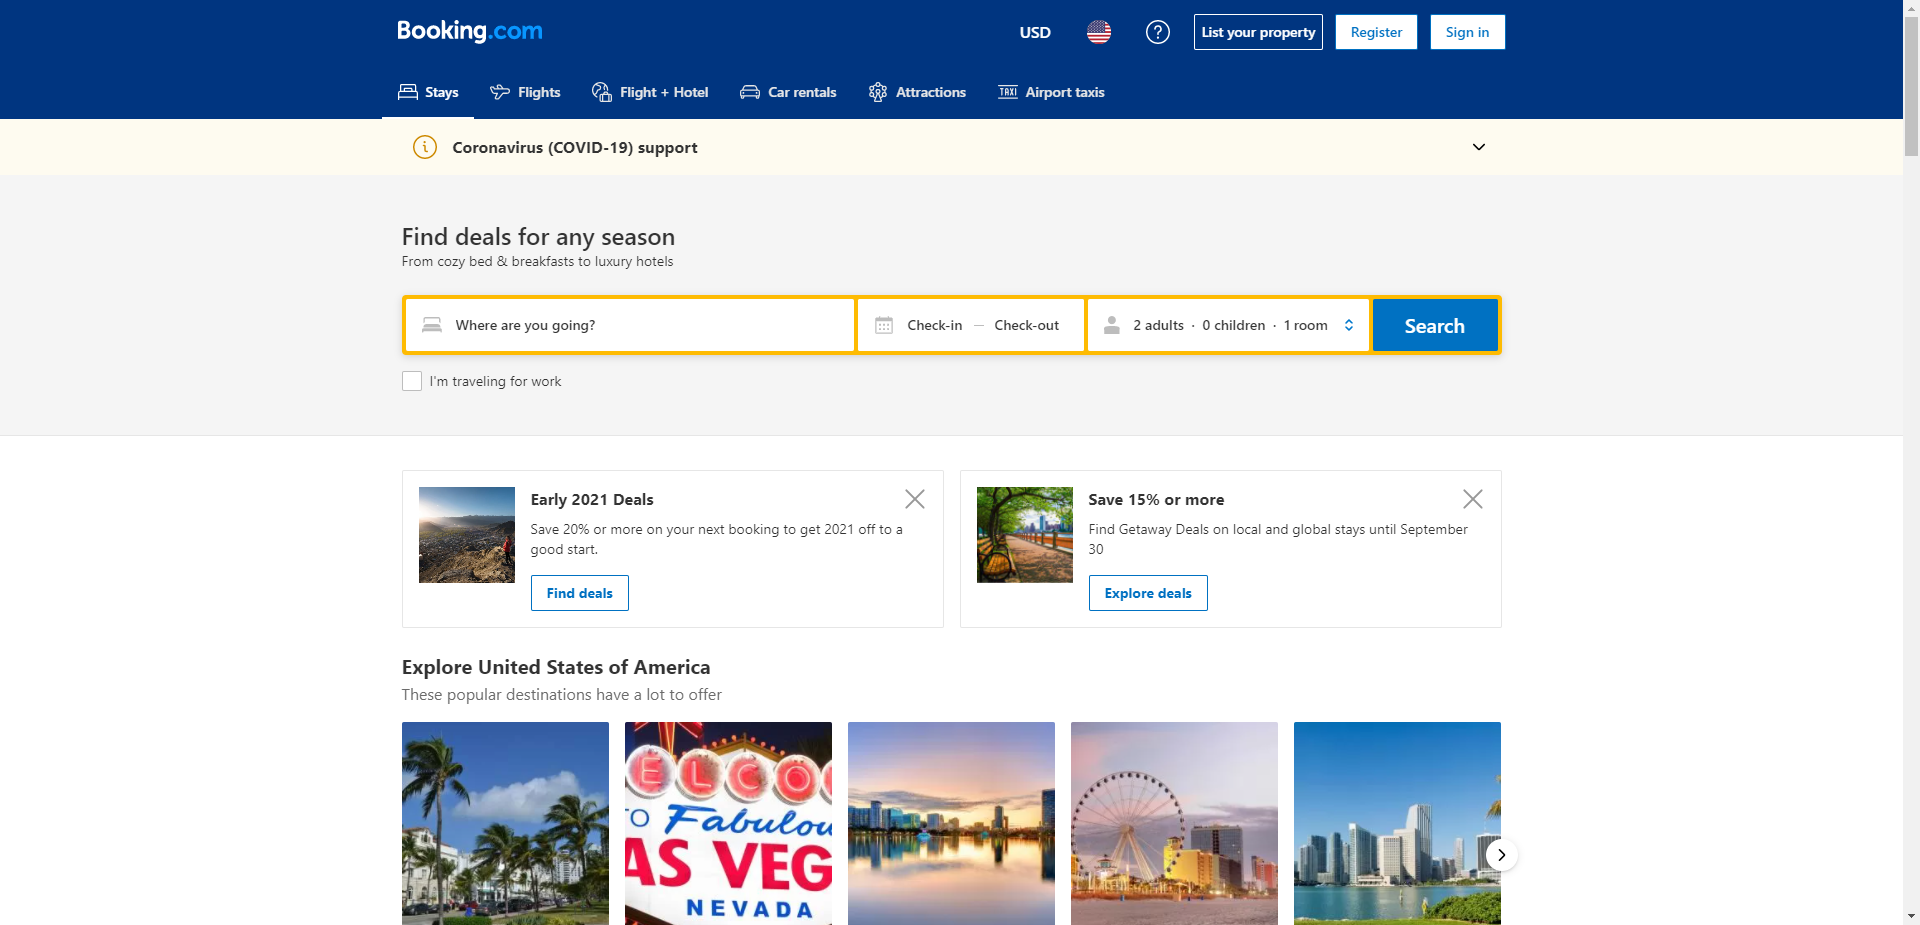 Booking.com
USD
?
List your property
Register
Sign in
Stays
Flights
Flight + Hotel
Car rentals
Attractions
TAXI Airport taxis
Coronavirus (COVID-19) support
Find deals for any season
From cozy bed & breakfasts to luxury hotels
Where are you going?
Check-in — Check-out
2 adults · 0 children · 1 room
Search
I'm traveling for work
Early 2021 Deals
Save 20% or more on your next booking to get 2021 off to a
good start.
Find deals
Save 15% or more
Find Getaway Deals on local and global stays until September
30
Explore deals
Explore United States of America
These popular destinations have a lot to offer
ELCO
TO Fabulou
AS VEG
NEVADA